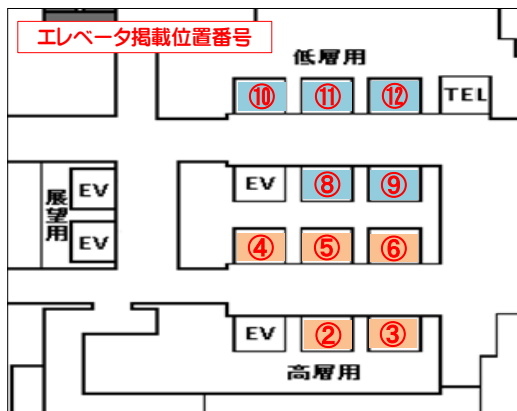 エレベータ掲載位置番号
低層用
⑩ ⑪ ⑫ TEL
EV ⑧ ⑨
展望用
EV
EV
④ ⑤ ⑥
EV ② ③
高層用